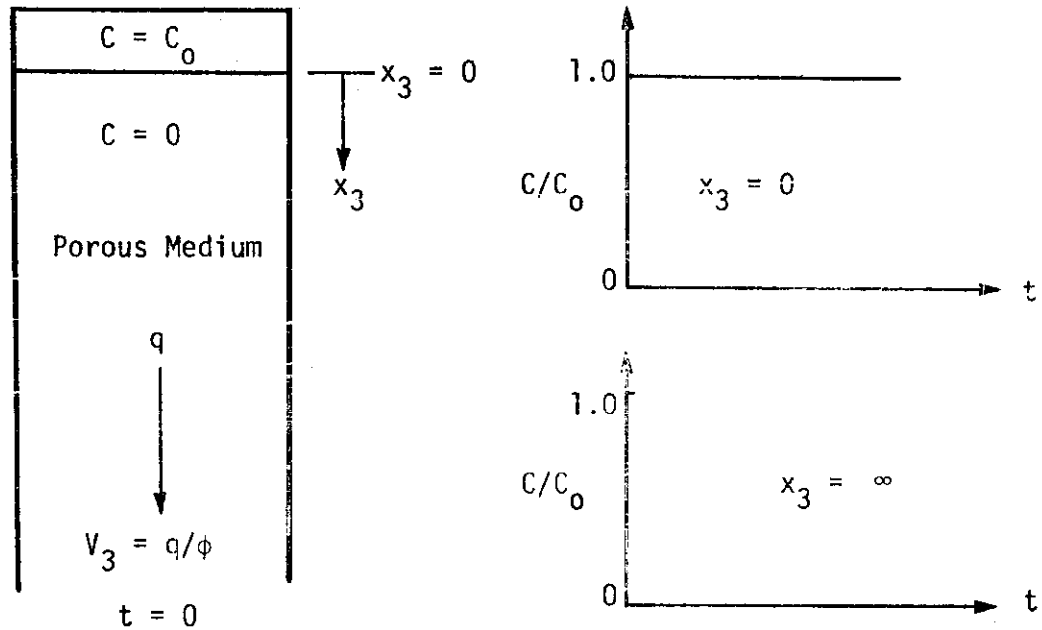 C = C_o
x_3 = 0
C = 0
x_3
Porous Medium
q
V_3 = q/φ
t = 0
1.0
C/C_o
x_3 = 0
0
t
1.0
C/C_o
x_3 = ∞
0
t